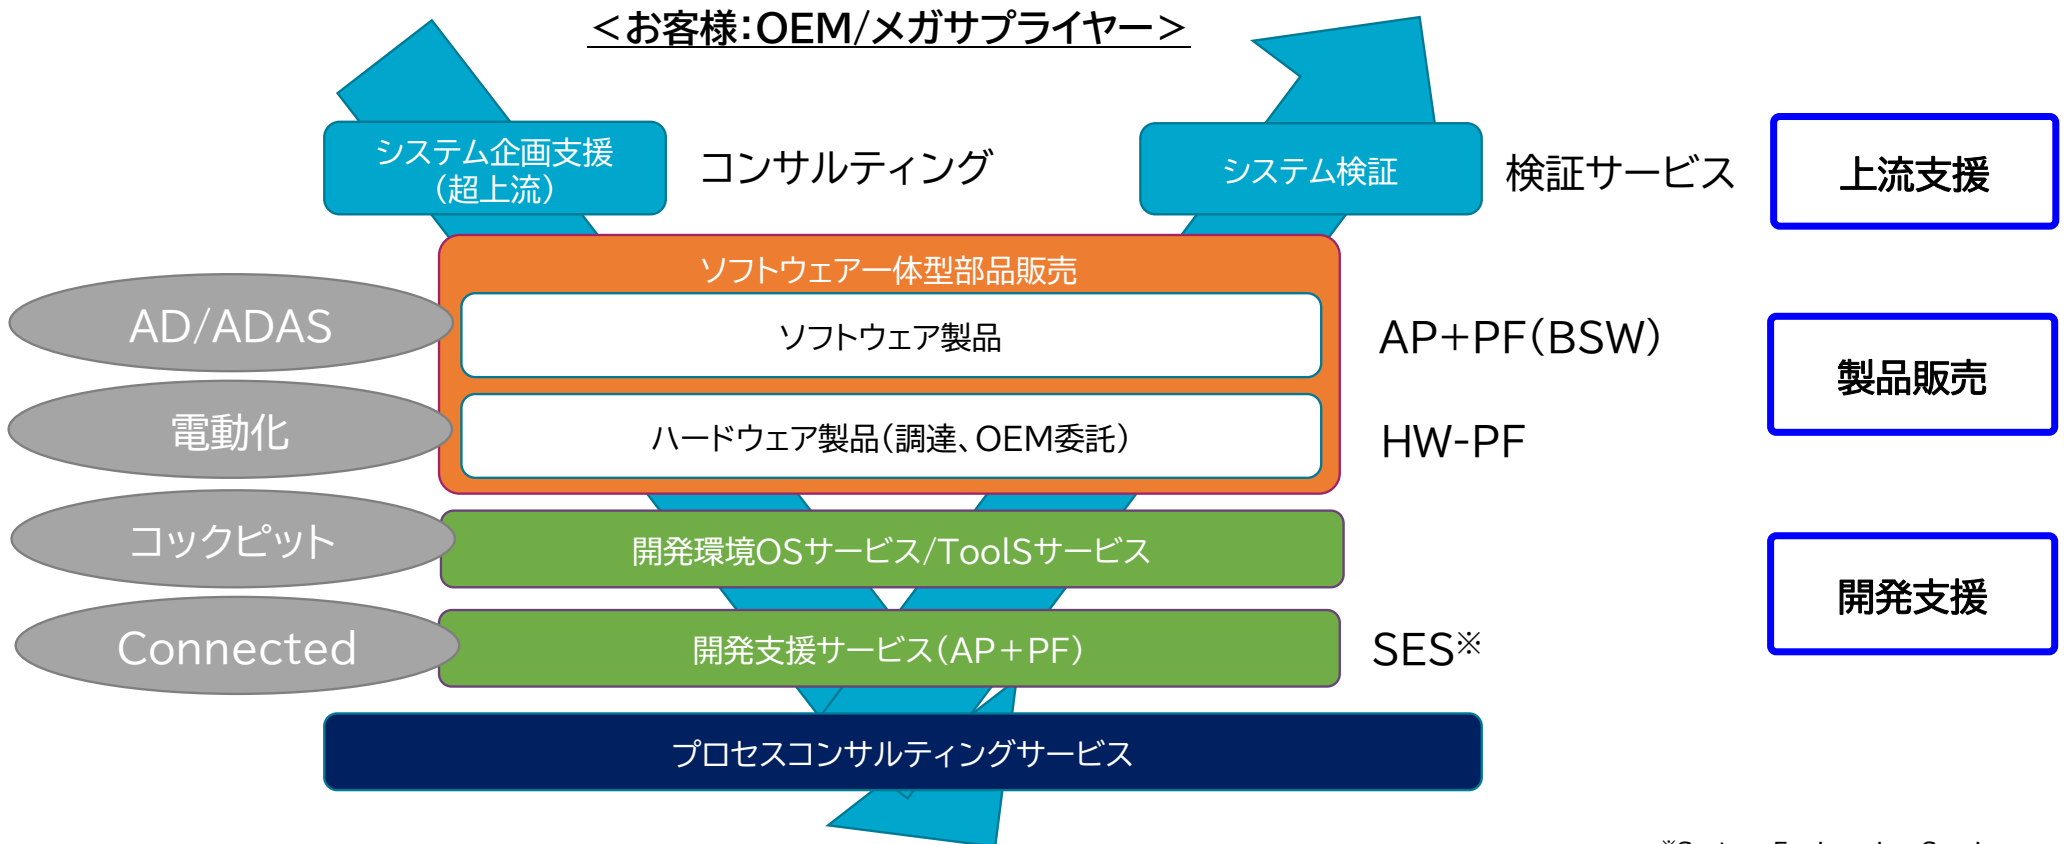 ＜お客様：OEM/メガサプライヤー＞
システム企画支援
（超上流）
コンサルティング
システム検証
検証サービス
上流支援
ソフトウェア一体型部品販売
AD/ADAS
ソフトウェア製品
AP+PF（BSW）
製品販売
電動化
ハードウェア製品（調達、OEM委託）
HW-PF
コックピット
開発環境OSサービス/ToolSサービス
開発支援
Connected
開発支援サービス（AP＋PF）
SES※
プロセスコンサルティングサービス